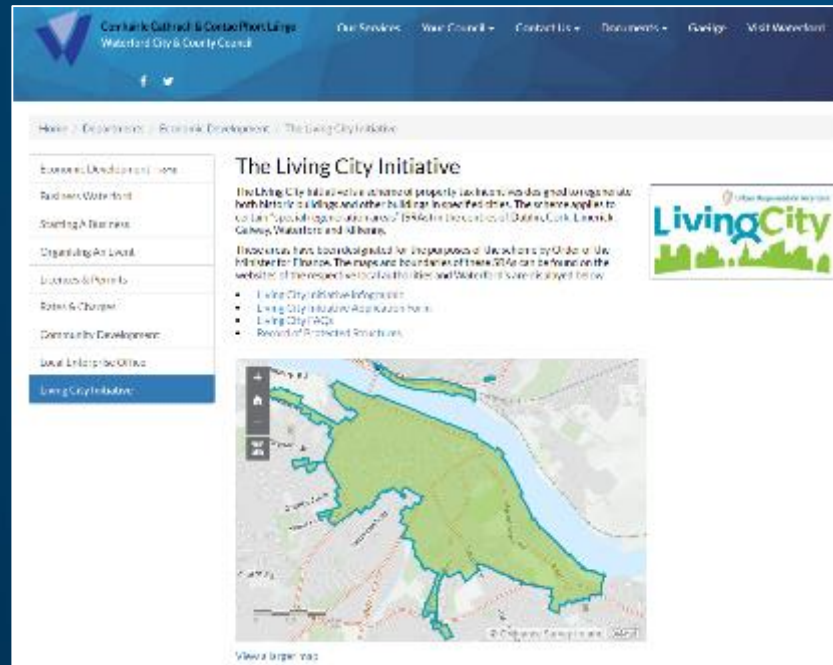 Comhairle Cathrach & Contae Phort Láirge
Waterford City & County Council
Our Services Your Council Contact Us Documents Gaeilge Visit Waterford
Home / Departments / Economic Development / The Living City Initiative
Economic Development
Business Waterford
Starting A Business
Organising An Event
Licences & Permits
Rates & Charges
Community Development
Local Enterprise Office
Living City Initiative
The Living City Initiative
The Living City Initiative is a scheme of property tax incentives designed to regenerate
both historic buildings and other buildings in specified cities. The scheme applies to
certain "special regeneration areas" (SRAs) in the centres of Dublin, Cork, Limerick,
Galway, Waterford and Kilkenny.
These areas have been designated for the purposes of the scheme by Order of the
Minister for Finance. The maps and boundaries of these SRAs can be found on the
websites of the respective local authorities and Waterford's are displayed below
Living City Initiative Infographic
Living City Initiative Application Form
Living City FAQs
Record of Protected Structures
LivingCity
View a larger map